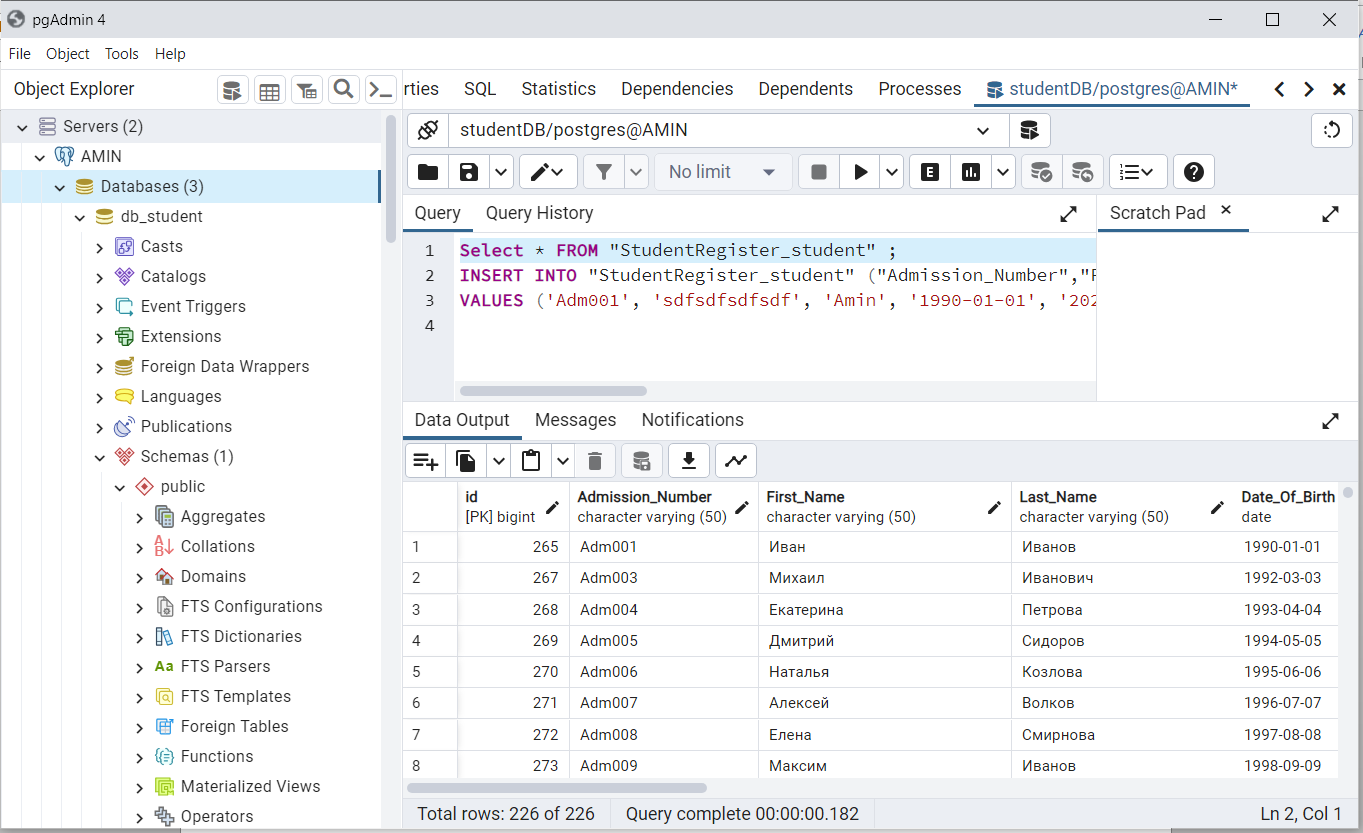 pgAdmin 4
File Object Tools Help
Object Explorer
rties SQL Statistics Dependencies Dependents Processes studentDB/postgres@AMIN*
Servers (2)
AMIN
Databases (3)
db_student
Casts
Catalogs
Event Triggers
Extensions
Foreign Data Wrappers
Languages
Publications
Schemas (1)
public
Aggregates
Collations
Domains
FTS Configurations
FTS Dictionaries
Aa FTS Parsers
FTS Templates
Foreign Tables
Functions
Materialized Views
Operators
studentDB/postgres@AMIN
No limit E
Query Query History Scratch Pad
1 Select * FROM "StudentRegister_student" ;
2 INSERT INTO "StudentRegister_student" ("Admission_Number","F
3 VALUES ('Adm001', 'sdfsdfsdfsdf', 'Amin', '1990-01-01', '202
4
Data Output Messages Notifications
id Admission_Number First_Name Last_Name Date_Of_Birth
[PK] bigint character varying (50) character varying (50) character varying (50) date
1 265 Adm001 Иван Иванов 1990-01-01
2 267 Adm003 Михаил Иванович 1992-03-03
3 268 Adm004 Екатерина Петрова 1993-04-04
4 269 Adm005 Дмитрий Сидоров 1994-05-05
5 270 Adm006 Наталья Козлова 1995-06-06
6 271 Adm007 Алексей Волков 1996-07-07
7 272 Adm008 Елена Смирнова 1997-08-08
8 273 Adm009 Максим Иванов 1998-09-09
Total rows: 226 of 226 Query complete 00:00:00.182 Ln 2, Col 1